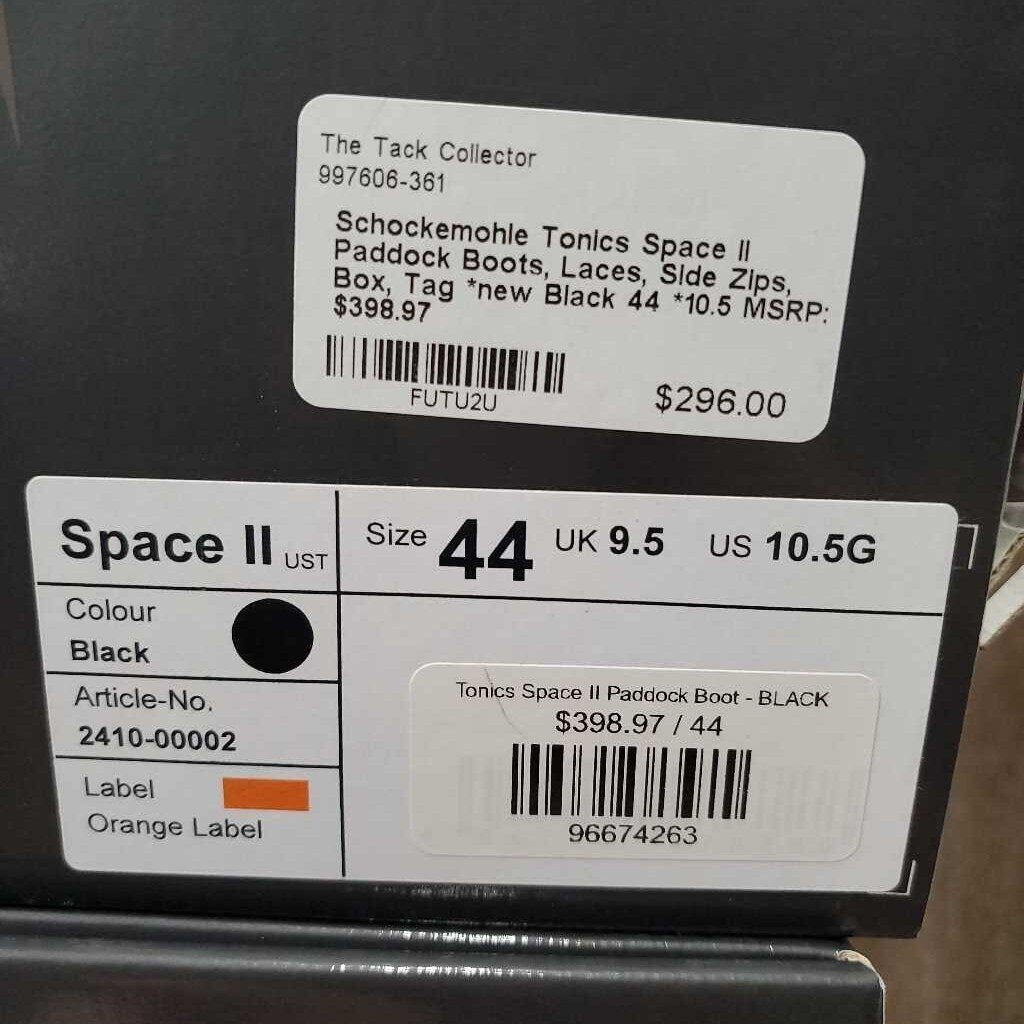 The Tack Collector
997606-361
Schockemohle Tonics Space II
Paddock Boots, Laces, Side Zips,
Box, Tag *new Black 44 *10.5 MSRP:
$398.97
FUTU2U
$296.00
Space II UST
Size 44 UK 9.5 US 10.5G
Colour
Black
Article-No.
2410-00002
Label
Orange Label
Tonics Space II Paddock Boot - BLACK
$398.97 / 44
96674263